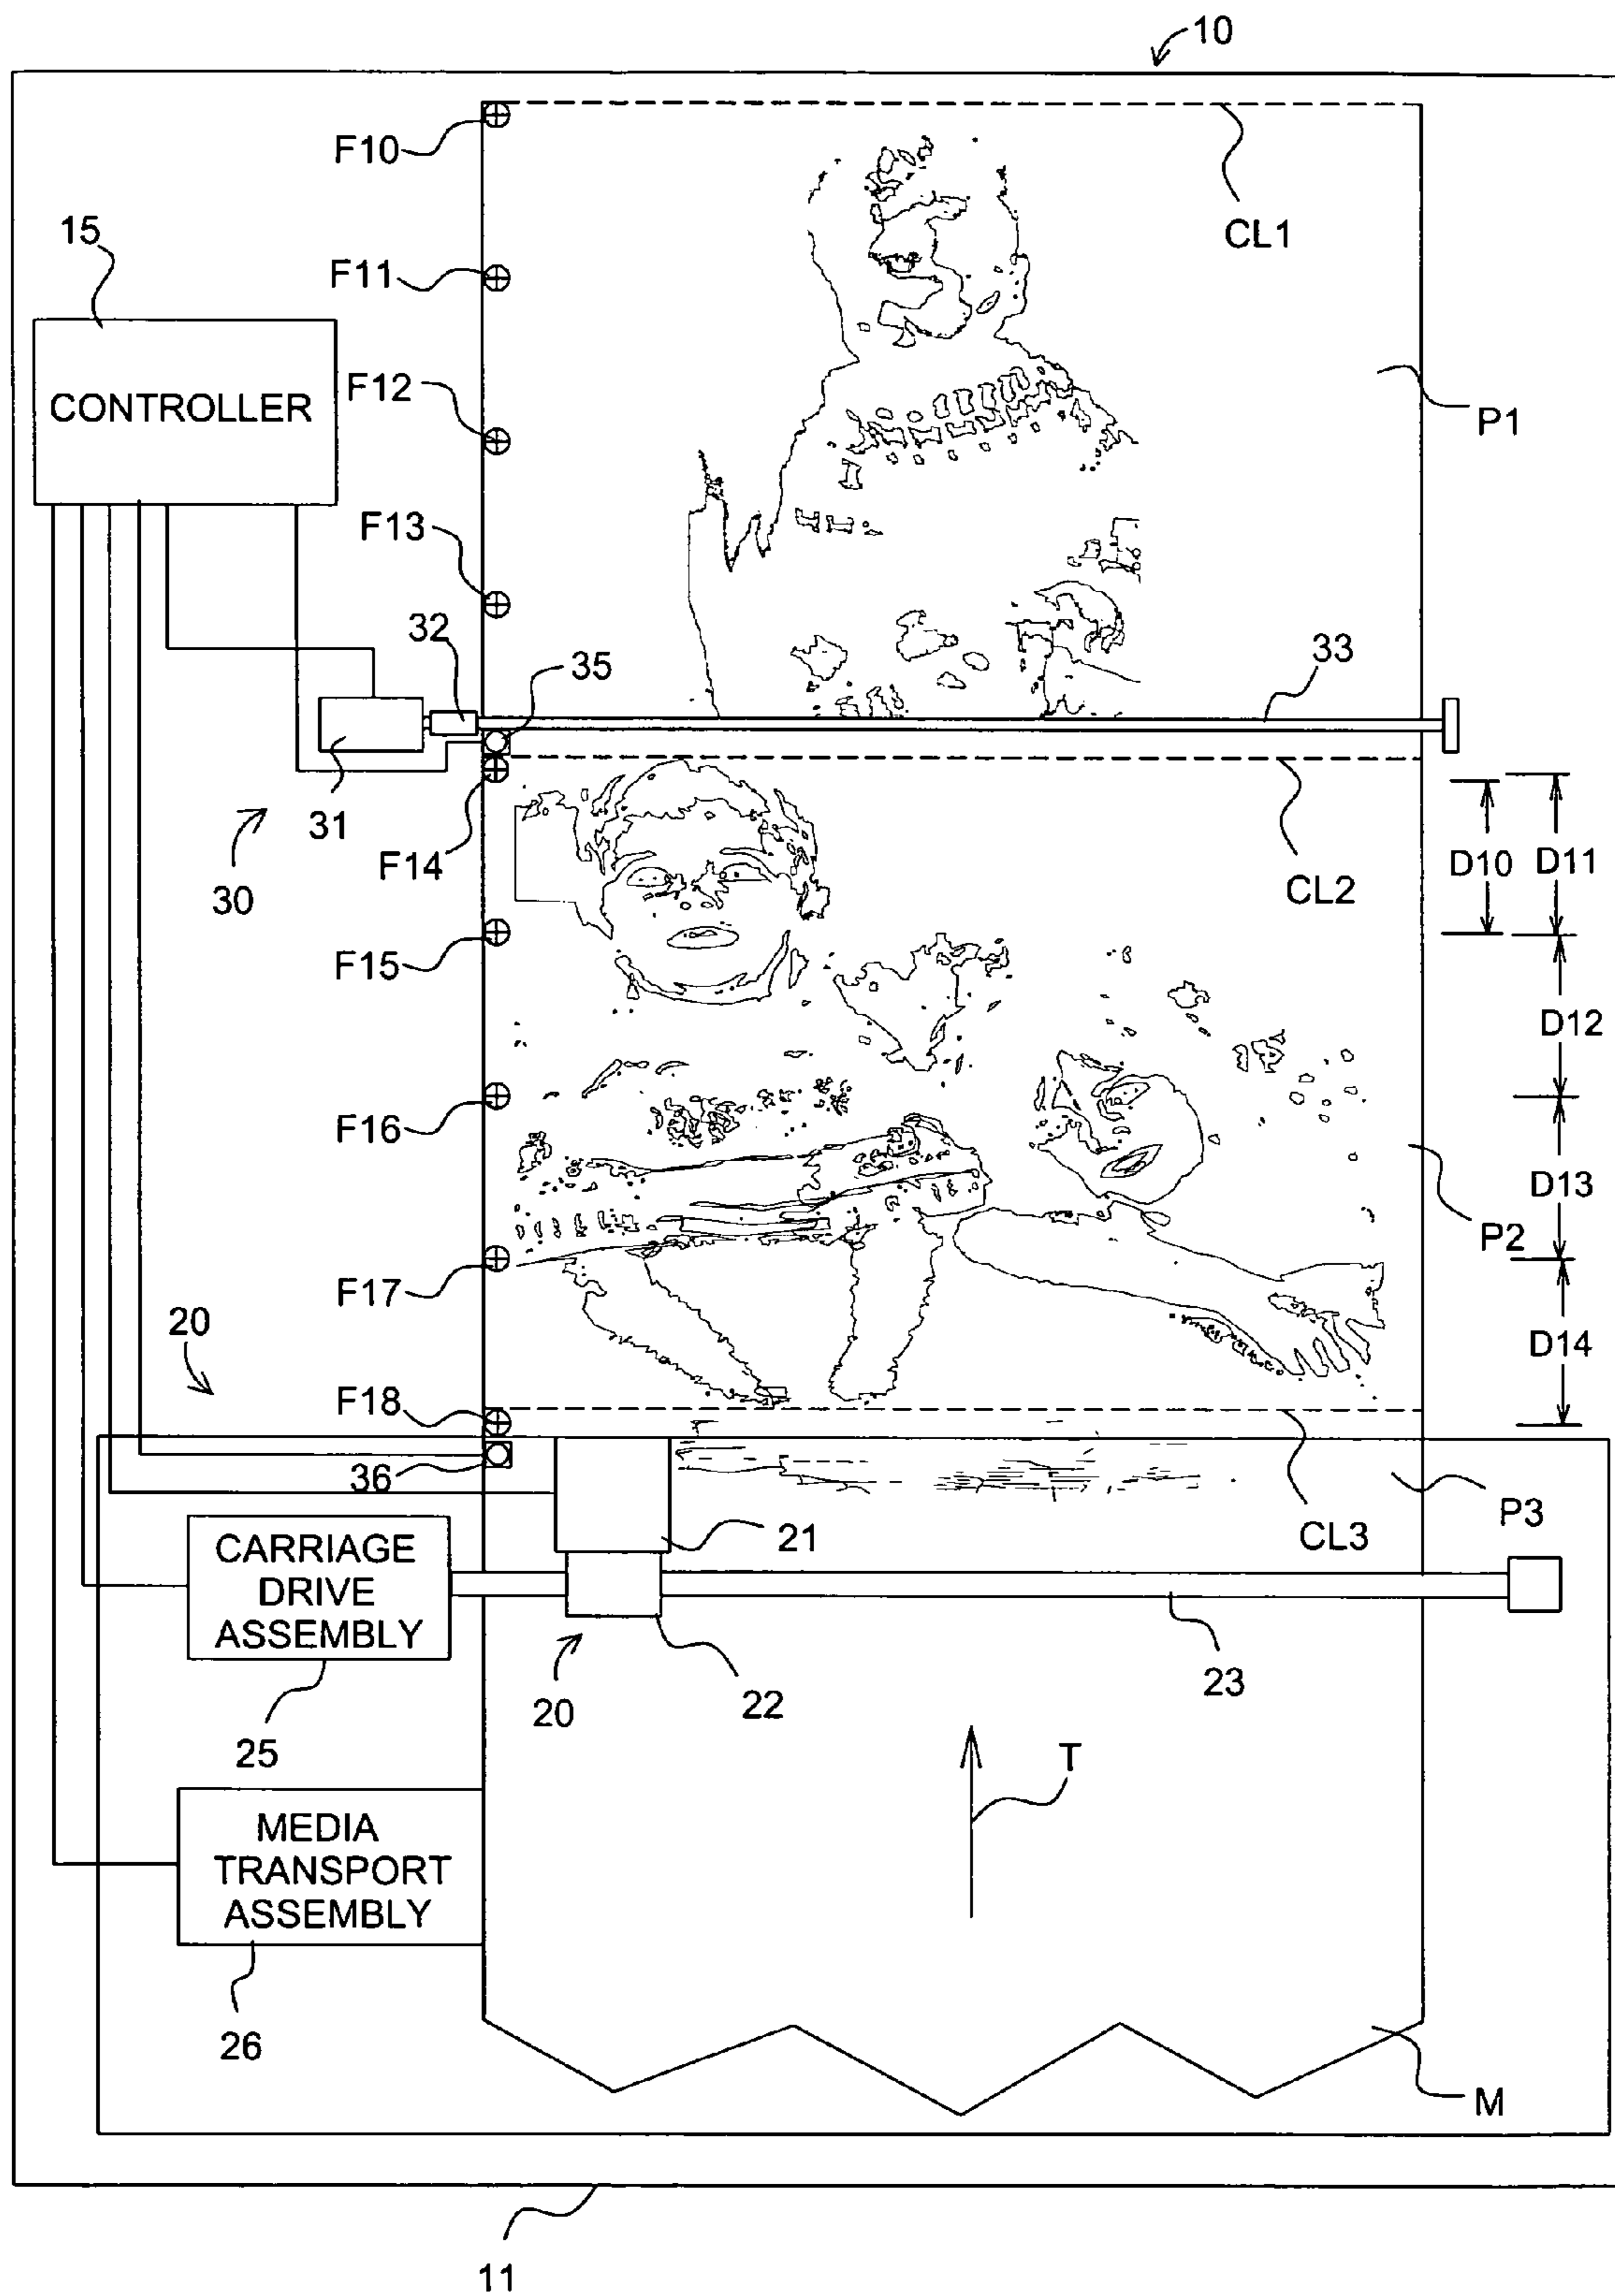 10
F10
CL1
15
F11
CONTROLLER
F12
P1
F13
32
35
33
31
30
F14
CL2
D10
D11
F15
D12
F16
D13
P2
F17
20
D14
F18
36
21
CL3
P3
CARRIAGE
DRIVE
ASSEMBLY
25
20
22
23
T
MEDIA
TRANSPORT
ASSEMBLY
26
M
11